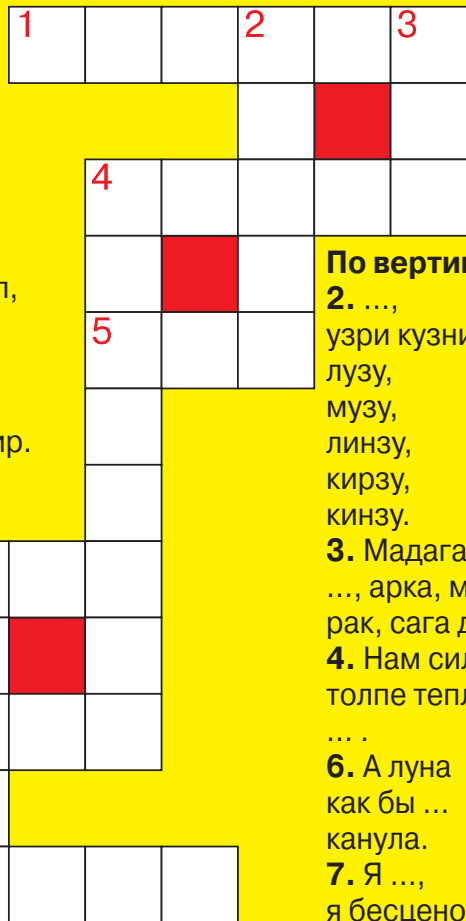 1 2 3
4
5
л,
ир.
По верти
2. ...,
узри кузни
лузу,
музу,
линзу,
кирзу,
кинзу.
3. Мадага
..., арка, м
рак, сага д
4. Нам сил
толпе тепл
... .
6. А луна
как бы ...
канула.
7. Я ...,
я бесцено